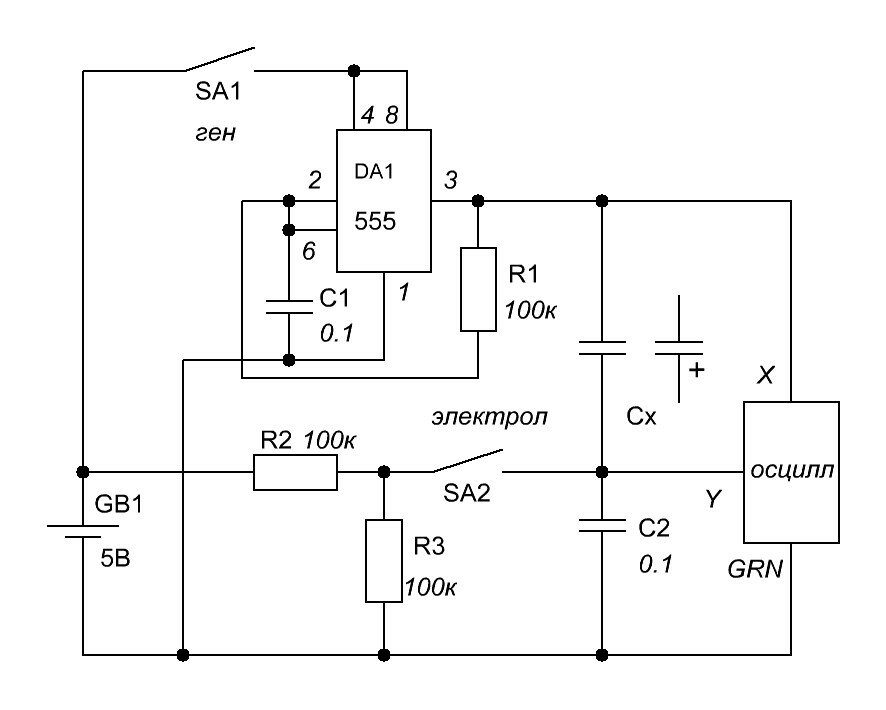 SA1
ген
4 8
DA1
555
2
3
6
1
C1
0.1
R1
100к
+
X
электрол
Cx
R2 100к
SA2
осцилл
Y
GB1
5В
R3
100к
C2
0.1
GRN